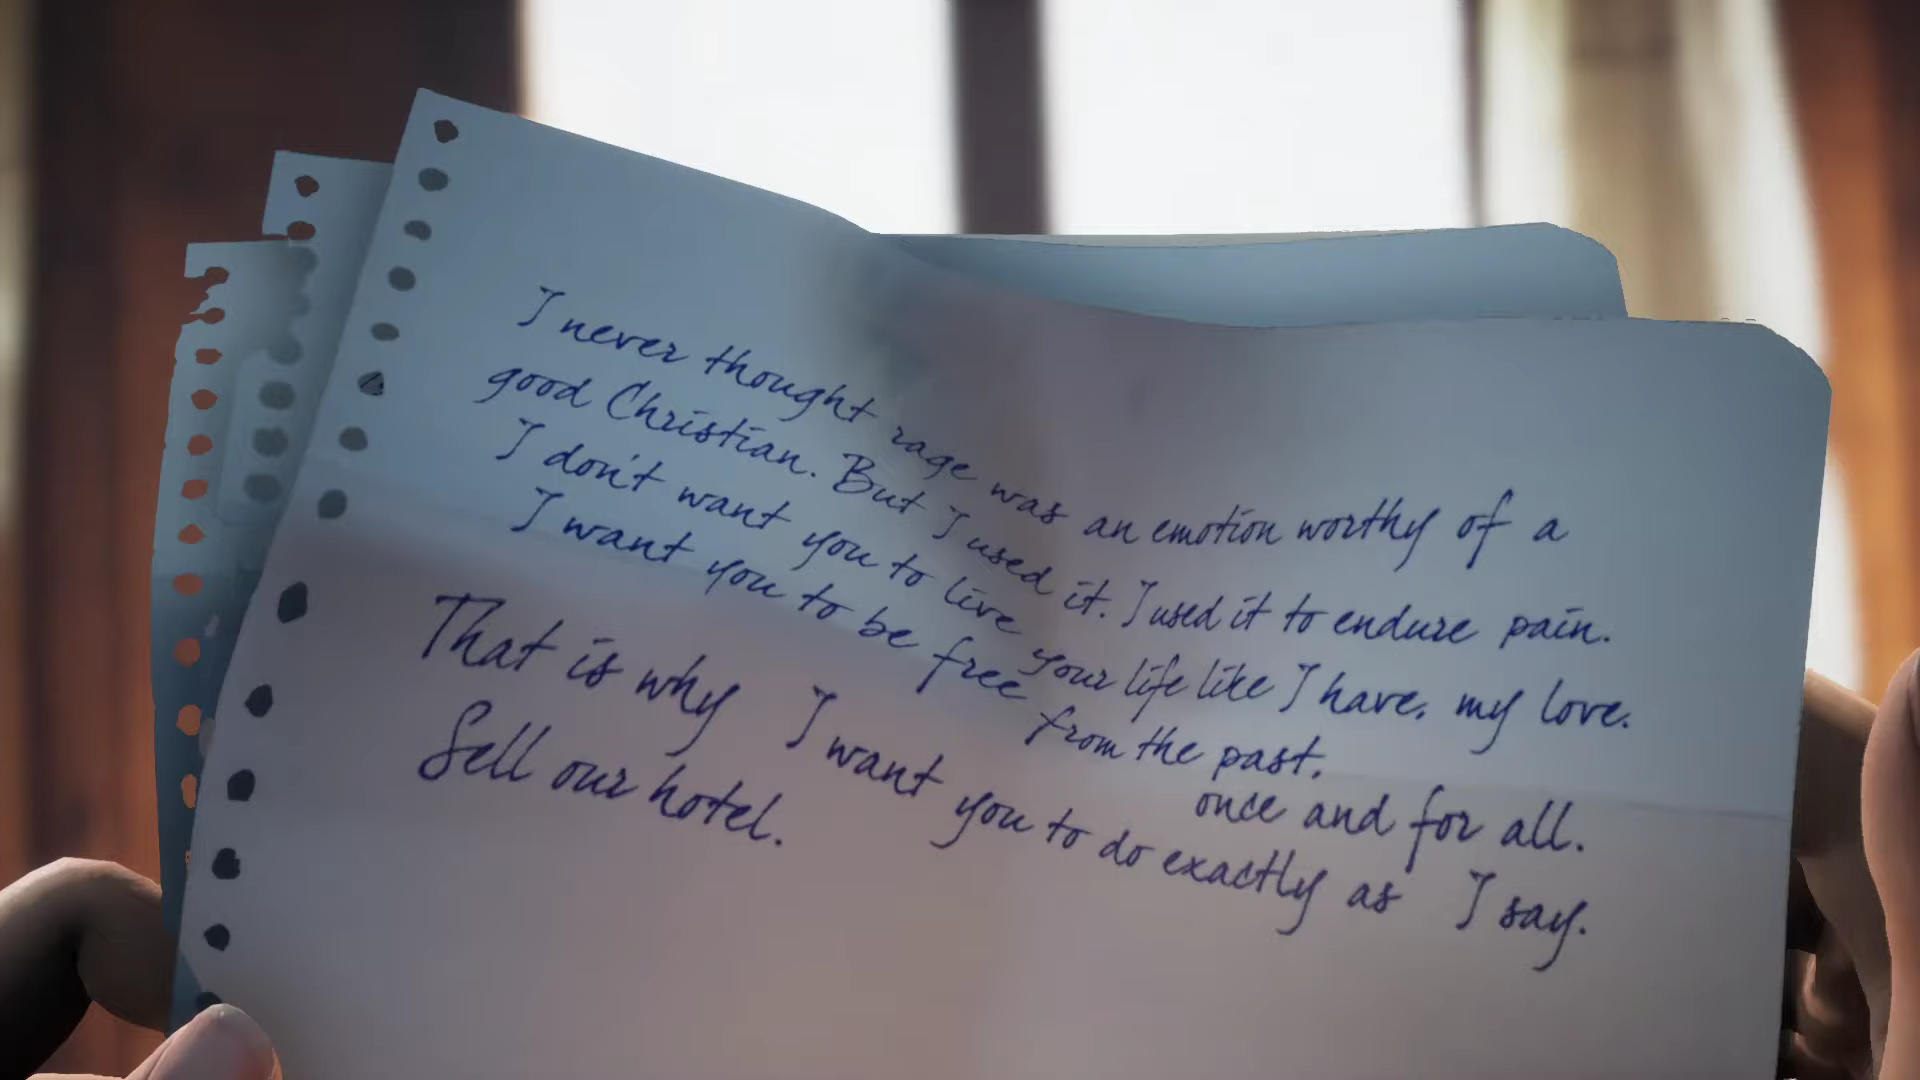 I never thought rage was an emotion worthy of a
good Christian. But I used it. I used it to endure pain.
I don't want you to live your life like I have, my love.
I want you to be free from the past,
once and for all.
That is why I want you to do exactly as I say.
Sell our hotel.